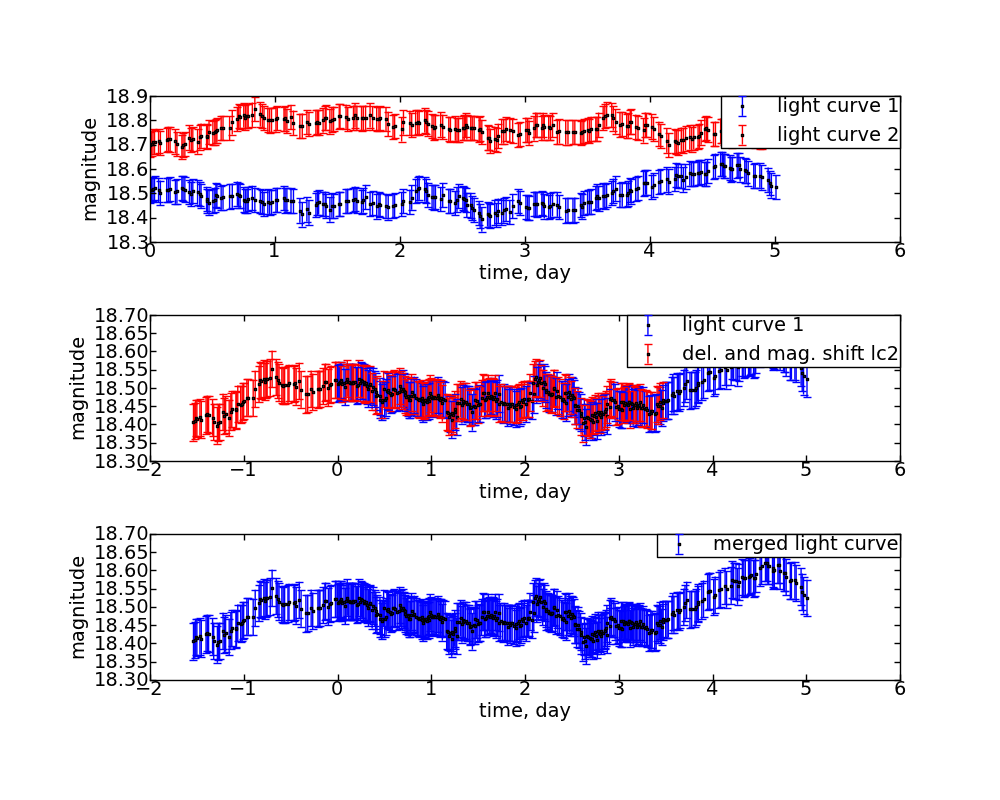 18.9
18.8
18.7
18.6
18.5
18.4
18.3
magnitude
light curve 1
light curve 2
0 1 2 3 4 5 6
time, day
18.70
18.65
18.60
18.55
18.50
18.45
18.40
18.35
18.30
magnitude
light curve 1
del. and mag. shift lc2
−2 −1 0 1 2 3 4 5 6
time, day
18.70
18.65
18.60
18.55
18.50
18.45
18.40
18.35
18.30
magnitude
merged light curve
−2 −1 0 1 2 3 4 5 6
time, day